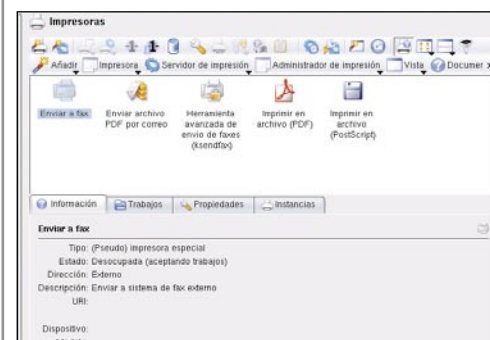 Impresoras
Añadir Impresora Servidor de impresión Administrador de impresión Vista Documer
Enviar a fax
Enviar archivo
PDF por correo
Herramienta
avanzada de
envío de faxes
(ksendfax)
Imprimir en
archivo (PDF)
Imprimir en
archivo
(PostScript)
Información Trabajos Propiedades Instancias
Enviar a fax
Tipo: (Pseudo) impresora especial
Estado: Desocupada (aceptando trabajos)
Dirección: Externo
Descripción: Enviar a sistema de fax externo
URI:
Dispositivo: